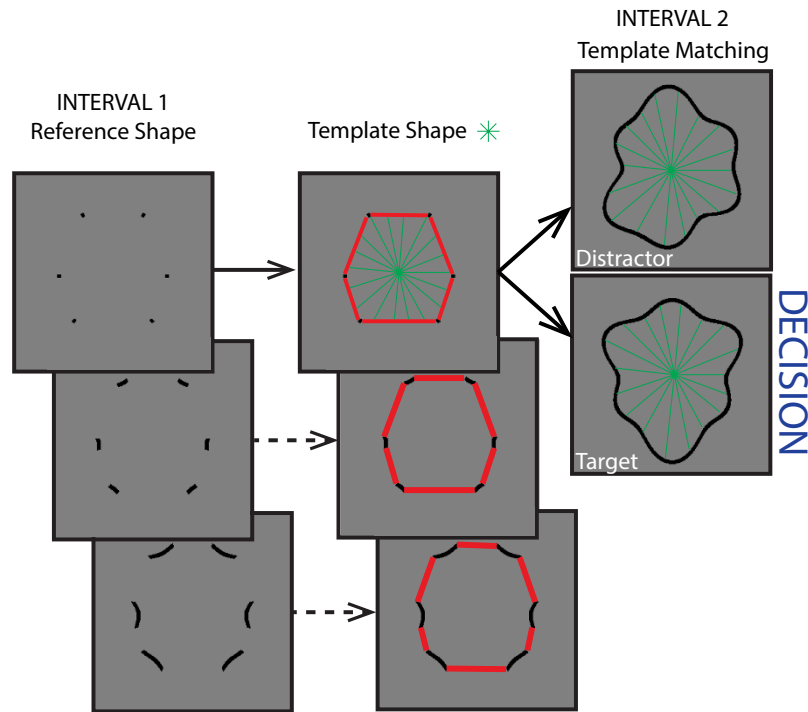 INTERVAL 1
Reference Shape
Template Shape
INTERVAL 2
Template Matching
Distractor
Target
DECISION